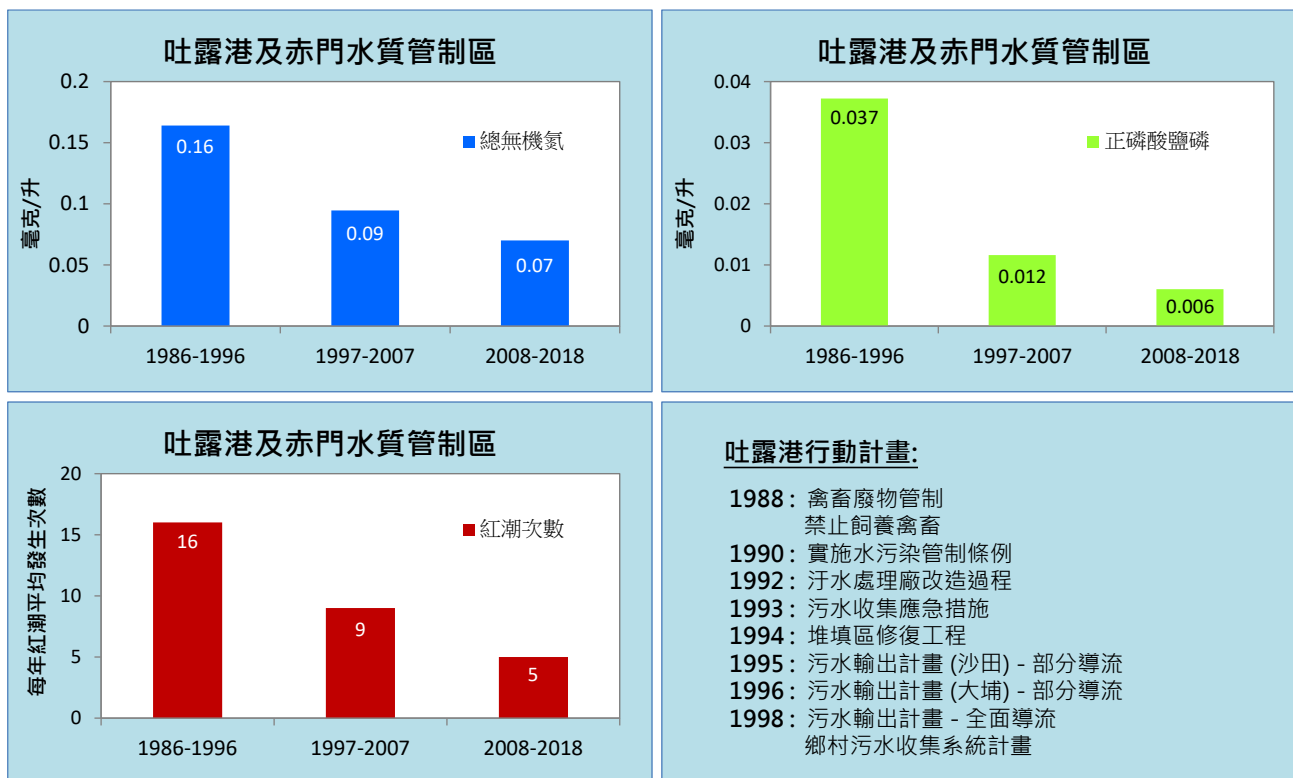 吐露港及赤門水質管制區
毫克/升
0.2
0.15
0.1
0.05
0
0.16
0.09
0.07
總無機氮
1986-1996
1997-2007
2008-2018
吐露港及赤門水質管制區
毫克/升
0.04
0.03
0.02
0.01
0
0.037
0.012
0.006
正磷酸鹽磷
1986-1996
1997-2007
2008-2018
吐露港及赤門水質管制區
每年紅潮平均發生次數
20
15
10
5
0
16
9
5
紅潮次數
1986-1996
1997-2007
2008-2018
吐露港行動計畫:
1988 : 禽畜廢物管制
禁止飼養禽畜
1990 : 實施水污染管制條例
1992 : 汙水處理廠改造過程
1993 : 污水收集應急措施
1994 : 堆填區修復工程
1995 : 污水輸出計畫 (沙田) - 部分導流
1996 : 污水輸出計畫 (大埔) - 部分導流
1998 : 污水輸出計畫 - 全面導流
鄉村污水收集系統計畫